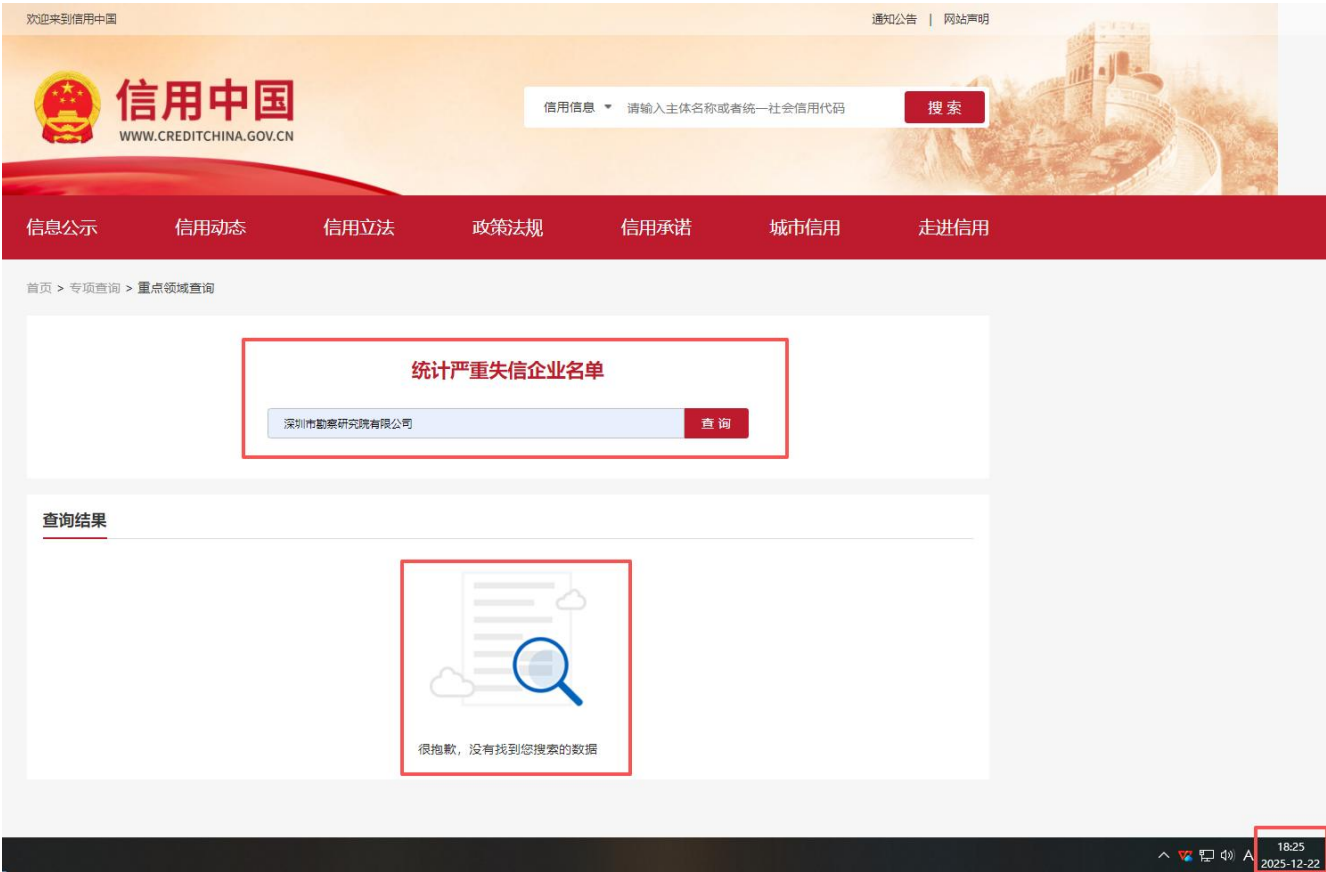 欢迎来到信用中国
通知公告 | 网站声明
信用中国
WWW.CREDITCHINA.GOV.CN
信用信息 请输入主体名称或者统一社会信用代码 搜索
信息公示 信用动态 信用立法 政策法规 信用承诺 城市信用 走进信用
首页 > 专项查询 > 重点领域查询
统计严重失信企业名单
深圳市勘察研究院有限公司 查询
查询结果
很抱歉，没有找到您搜索的数据
A 18:25
2025-12-22